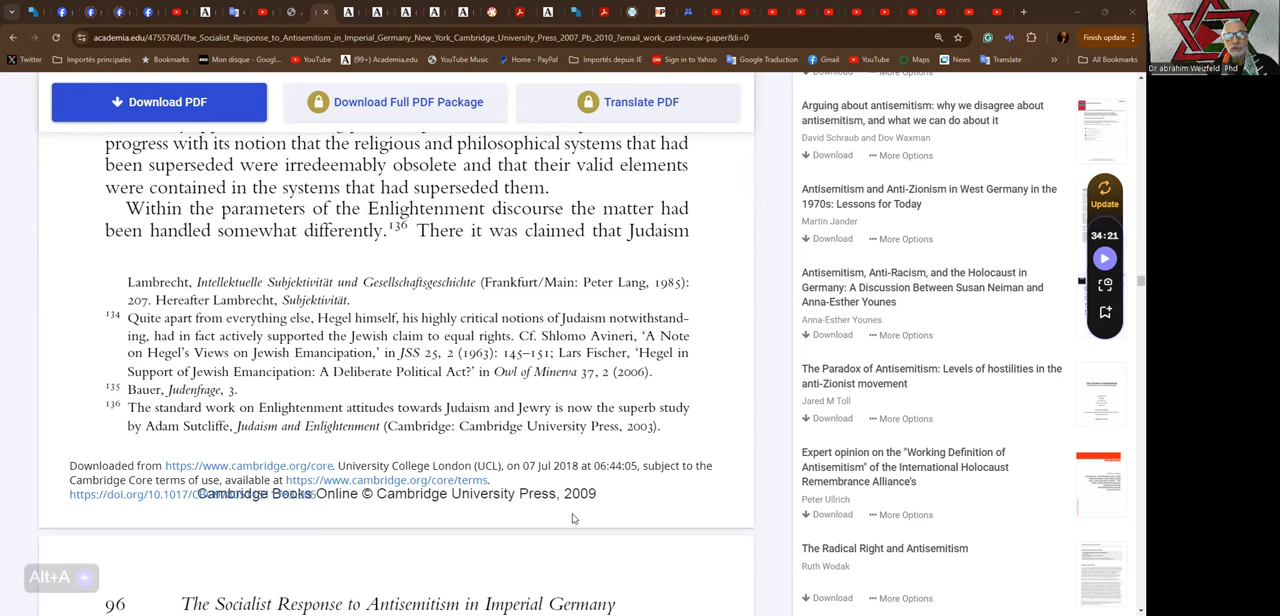 academia.edu/4755768/The_Socialist_Response_to_Antisemitism_in_Imperial_Germany_New_York_Cambridge_University_Press_2007_Pb_2010_?email_work_card=view-paper&li=0
Finish update
Twitter
Importés principales
Bookmarks
Mon disque - Googl...
YouTube
(99+) Academia.edu
YouTube Music
Home - PayPal
Importés depuis IE
Sign in to Yahoo
Google Traduction
Facebook
Gmail
YouTube
Maps
News
Translate
All Bookmarks
Dr abrahim Weizfeld Phd
Download PDF
Download Full PDF Package
Translate PDF
progress with its notion that the religious and philosophical systems that had
been superseded were irredeemably obsolete and that their valid elements
were contained in the systems that had superseded them.
Within the parameters of the Enlightenment discourse the matter had
been handled somewhat differently.136 There it was claimed that Judaism
Lambrecht, Intellektuelle Subjektivität und Gesellschaftsgeschichte (Frankfurt/Main: Peter Lang, 1985):
207. Hereafter Lambrecht, Subjektivität.
134 Quite apart from everything else, Hegel himself, his highly critical notions of Judaism notwithstand-
ing, had in fact actively supported the Jewish claim to equal rights. Cf. Shlomo Avineri, 'A Note
on Hegel's Views on Jewish Emancipation,' in JSS 25, 2 (1963): 145–151; Lars Fischer, 'Hegel in
Support of Jewish Emancipation: A Deliberate Political Act?' in Owl of Minerva 37, 2 (2006).
135 Bauer, Judenfrage, 3.
136 The standard work on Enlightenment attitudes towards Judaism and Jewry is now the superb study
by Adam Sutcliffe, Judaism and Enlightenment (Cambridge: Cambridge University Press, 2003).
Downloaded from https://www.cambridge.org/core. University College London (UCL), on 07 Jul 2018 at 06:44:05, subject to the
Cambridge Core terms of use, available at https://www.cambridge.org/core/terms.
https://doi.org/10.1017/
Cambridge Books Online © Cambridge University Press, 2009
Alt+A
96 The Socialist Response to Antisemitism in Imperial Germany
Download More Options
Arguing about antisemitism: why we disagree about
antisemitism, and what we can do about it
David Schraub and Dov Waxman
Download More Options
Antisemitism and Anti-Zionism in West Germany in the
1970s: Lessons for Today
Martin Jander
Download More Options
Antisemitism, Anti-Racism, and the Holocaust in
Germany: A Discussion Between Susan Neiman and
Anna-Esther Younes
Anna-Esther Younes
Download More Options
The Paradox of Antisemitism: Levels of hostilities in the
anti-Zionist movement
Jared M Toll
Download More Options
Expert opinion on the "Working Definition of
Antisemitism" of the International Holocaust
Remembrance Alliance's
Peter Ullrich
Download More Options
The Radical Right and Antisemitism
Ruth Wodak
Download More Options
Update
34:21